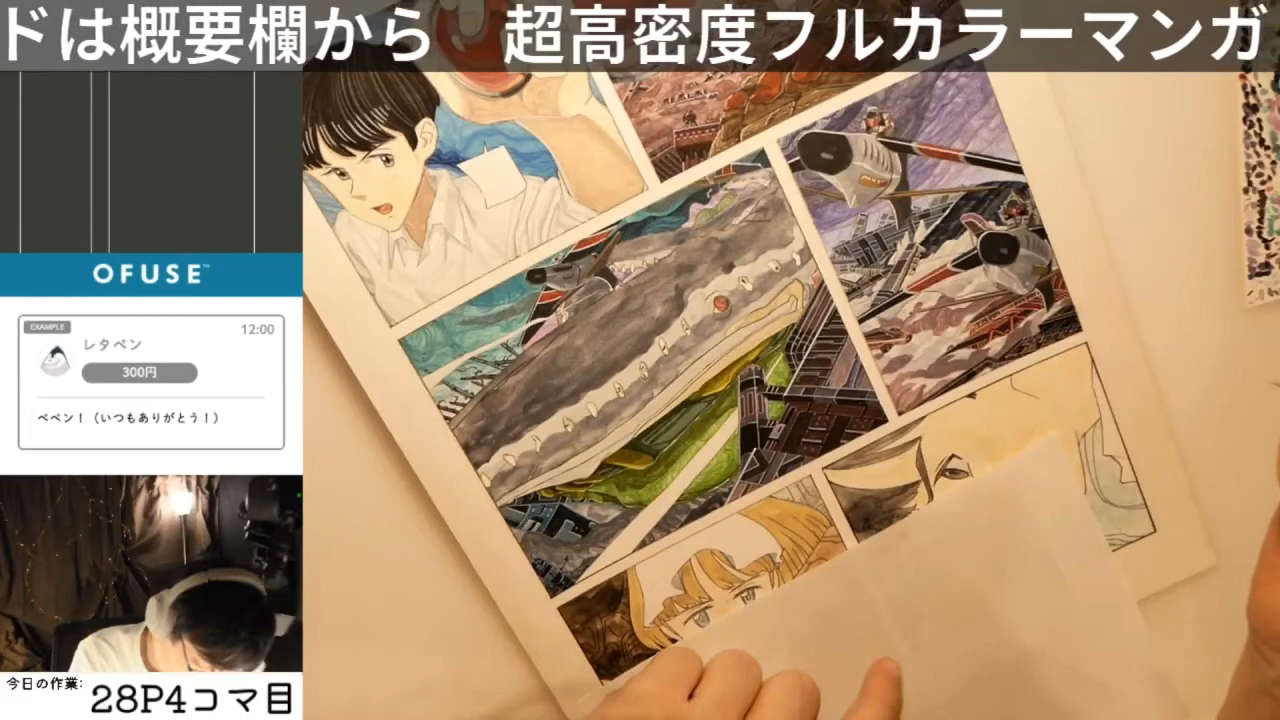 ドは概要欄から　超高密度フルカラーマンガ
OFUSE™
EXAMPLE
12:00
レタペン
300円
ペペン！（いつもありがとう！）
今日の作業:
28P4コマ目